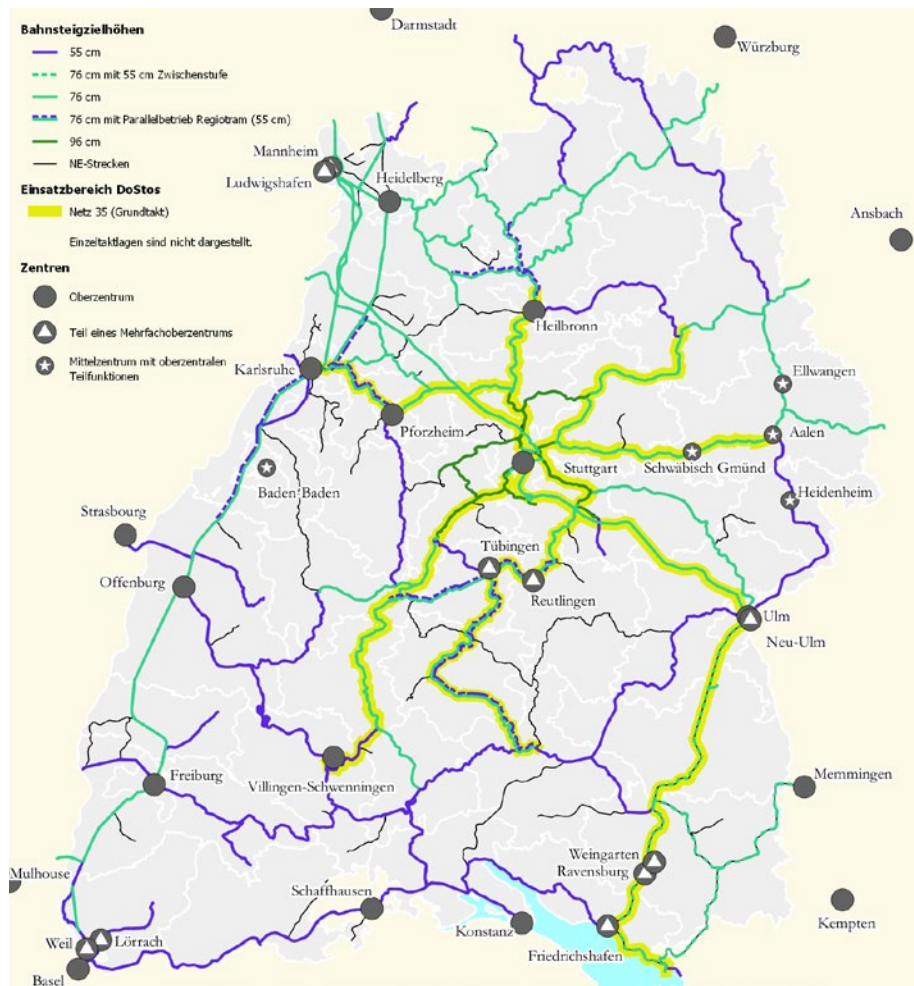 Bahnsteigzielhöhen
55 cm
76 cm mit 55 cm Zwischenstufe
76 cm
76 cm mit Parallelbetrieb Regiotram (55 cm)
96 cm
NE-Strecken
Einsatzbereich DoStos
Netz 35 (Grundtakt)
Einzeltaktlagen sind nicht dargestellt.
Zentren
Oberzentrum
Teil eines Mehrfachoberzentrums
Mittelzentrum mit oberzentralen
Teilfunktionen
Darmstadt
Würzburg
Mannheim
Ludwigshafen
Heidelberg
Ansbach
Heilbronn
Karlsruhe
Ellwangen
Pforzheim
Aalen
Stuttgart
Schwäbisch Gmünd
Baden-Baden
Heidenheim
Strasbourg
Tübingen
Offenburg
Reutlingen
Ulm
Neu-Ulm
Freiburg
Villingen-Schwenningen
Memmingen
Mulhouse
Weingarten
Ravensburg
Schaffhausen
Kempten
Konstanz
Weil
Lörrach
Friedrichshafen
Basel